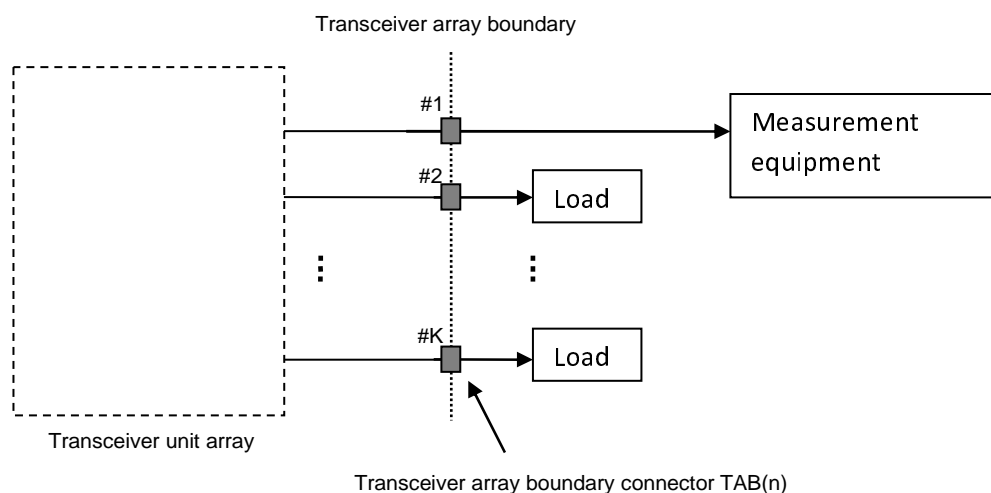 Transceiver array boundary
#1
Measurement
equipment
#2
Load
#K
Load
Transceiver unit array
Transceiver array boundary connector TAB(n)